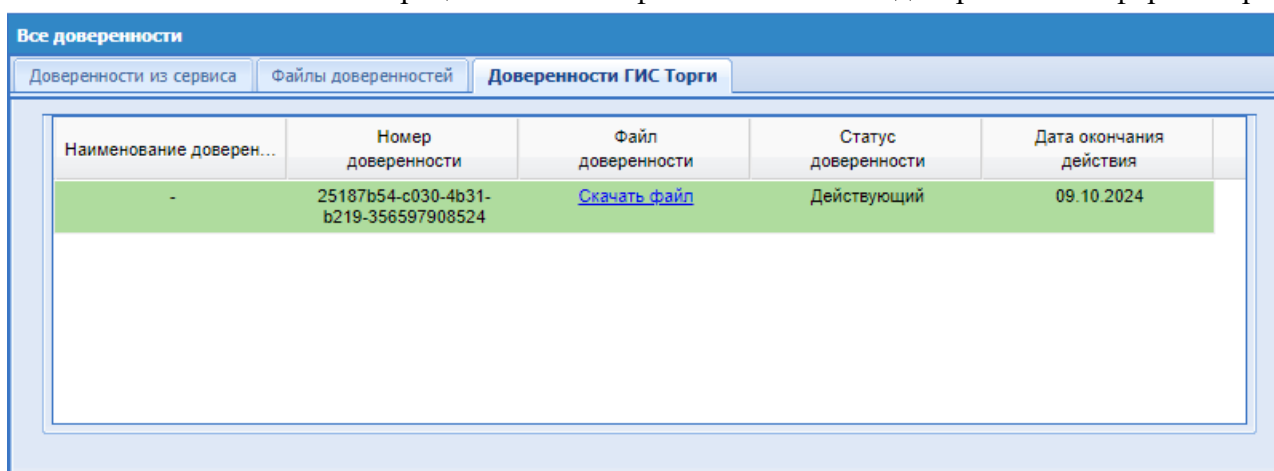 Все доверенности
Доверенности из сервиса
Файлы доверенностей
Доверенности ГИС Торги
Наименование доверен...
Номер
доверенности
Файл
доверенности
Статус
доверенности
Дата окончания
действия
-
25187b54-c030-4b31-
b219-356597908524
Скачать файл
Действующий
09.10.2024